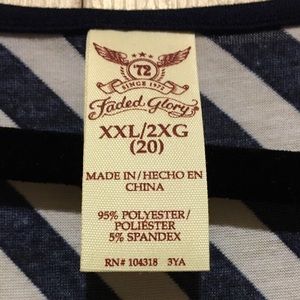 '72
SINCE 1972
Faded Glory
XXL/2XG
(20)
MADE IN/HECHO EN
CHINA
95% POLYESTER/
POLIÉSTER
5% SPANDEX
RN# 104318 3YA